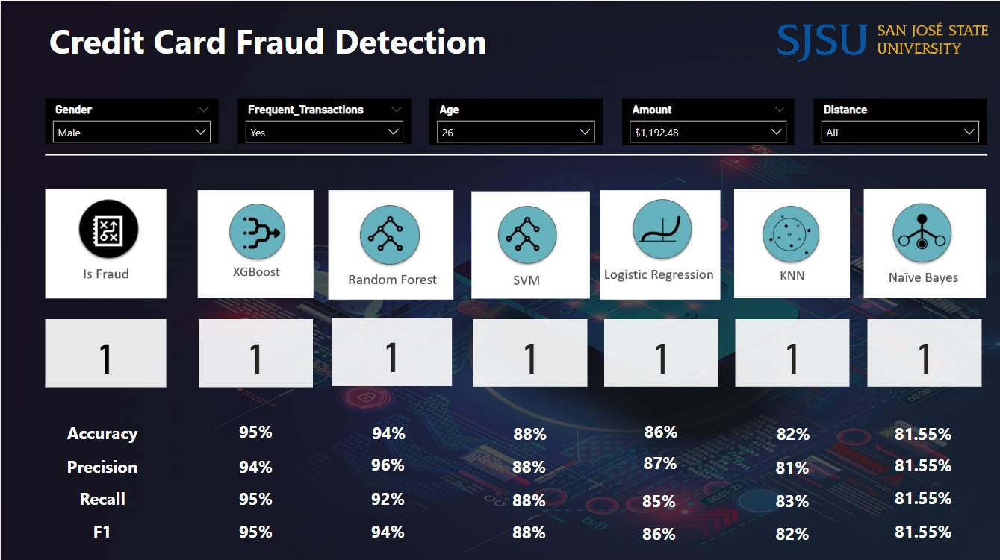 Credit Card Fraud Detection
SJSU SAN JOSÉ STATE
UNIVERSITY
Gender Frequent_Transactions Age Amount Distance
Male Yes 26 $1,192.48 All
Is Fraud XGBoost Random Forest SVM Logistic Regression KNN Naïve Bayes
1 1 1 1 1 1 1
Accuracy 95% 94% 88% 86% 82% 81.55%
Precision 94% 96% 88% 87% 81% 81.55%
Recall 95% 92% 88% 85% 83% 81.55%
F1 95% 94% 88% 86% 82% 81.55%